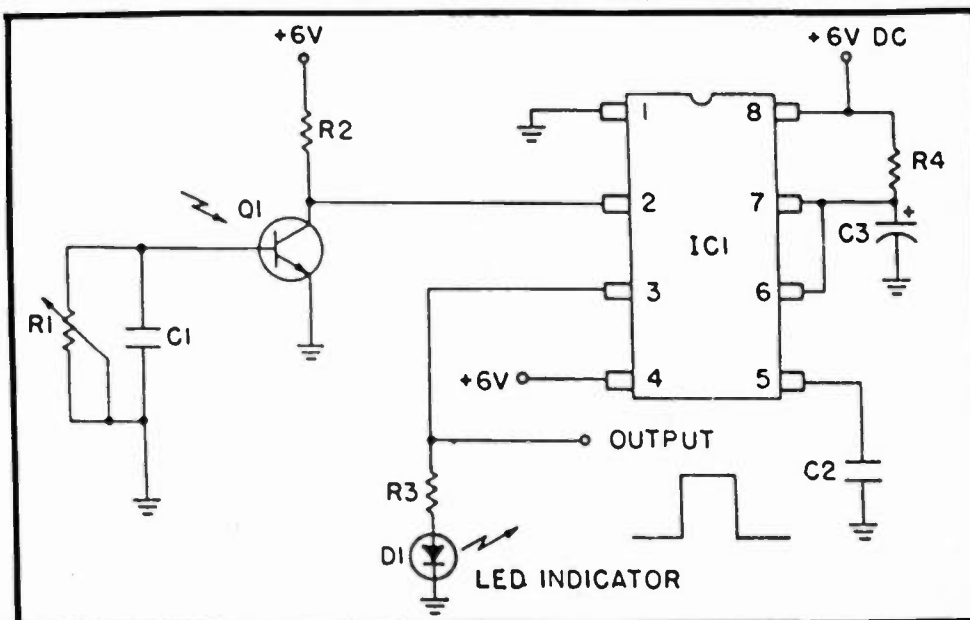 +6V
+6V DC
R2
1
8
R4
Q1
2
7
C3
+
IC1
3
6
R1
C1
+6V
4
5
OUTPUT
C2
R3
D1
LED INDICATOR